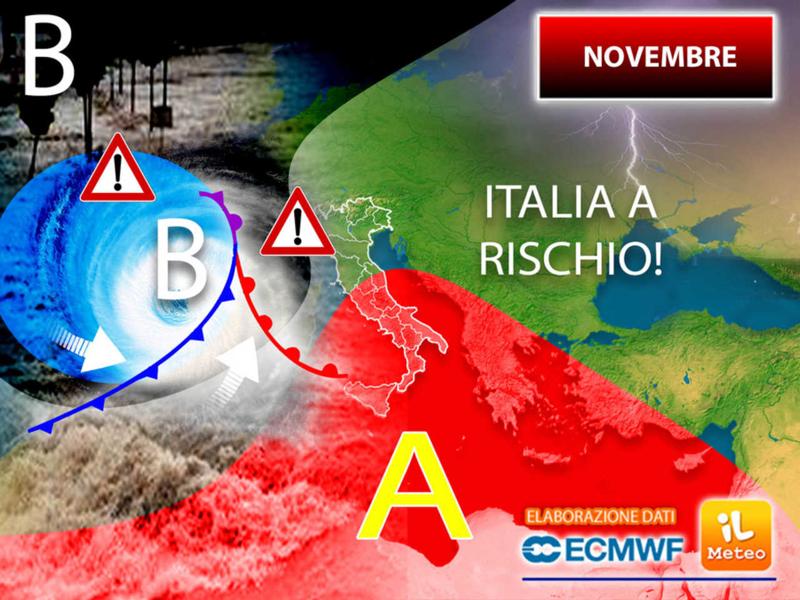 B
NOVEMBRE
!
!
ITALIA A
RISCHIO!
B
A
ELABORAZIONE DATI
ECMWF
iL
Meteo